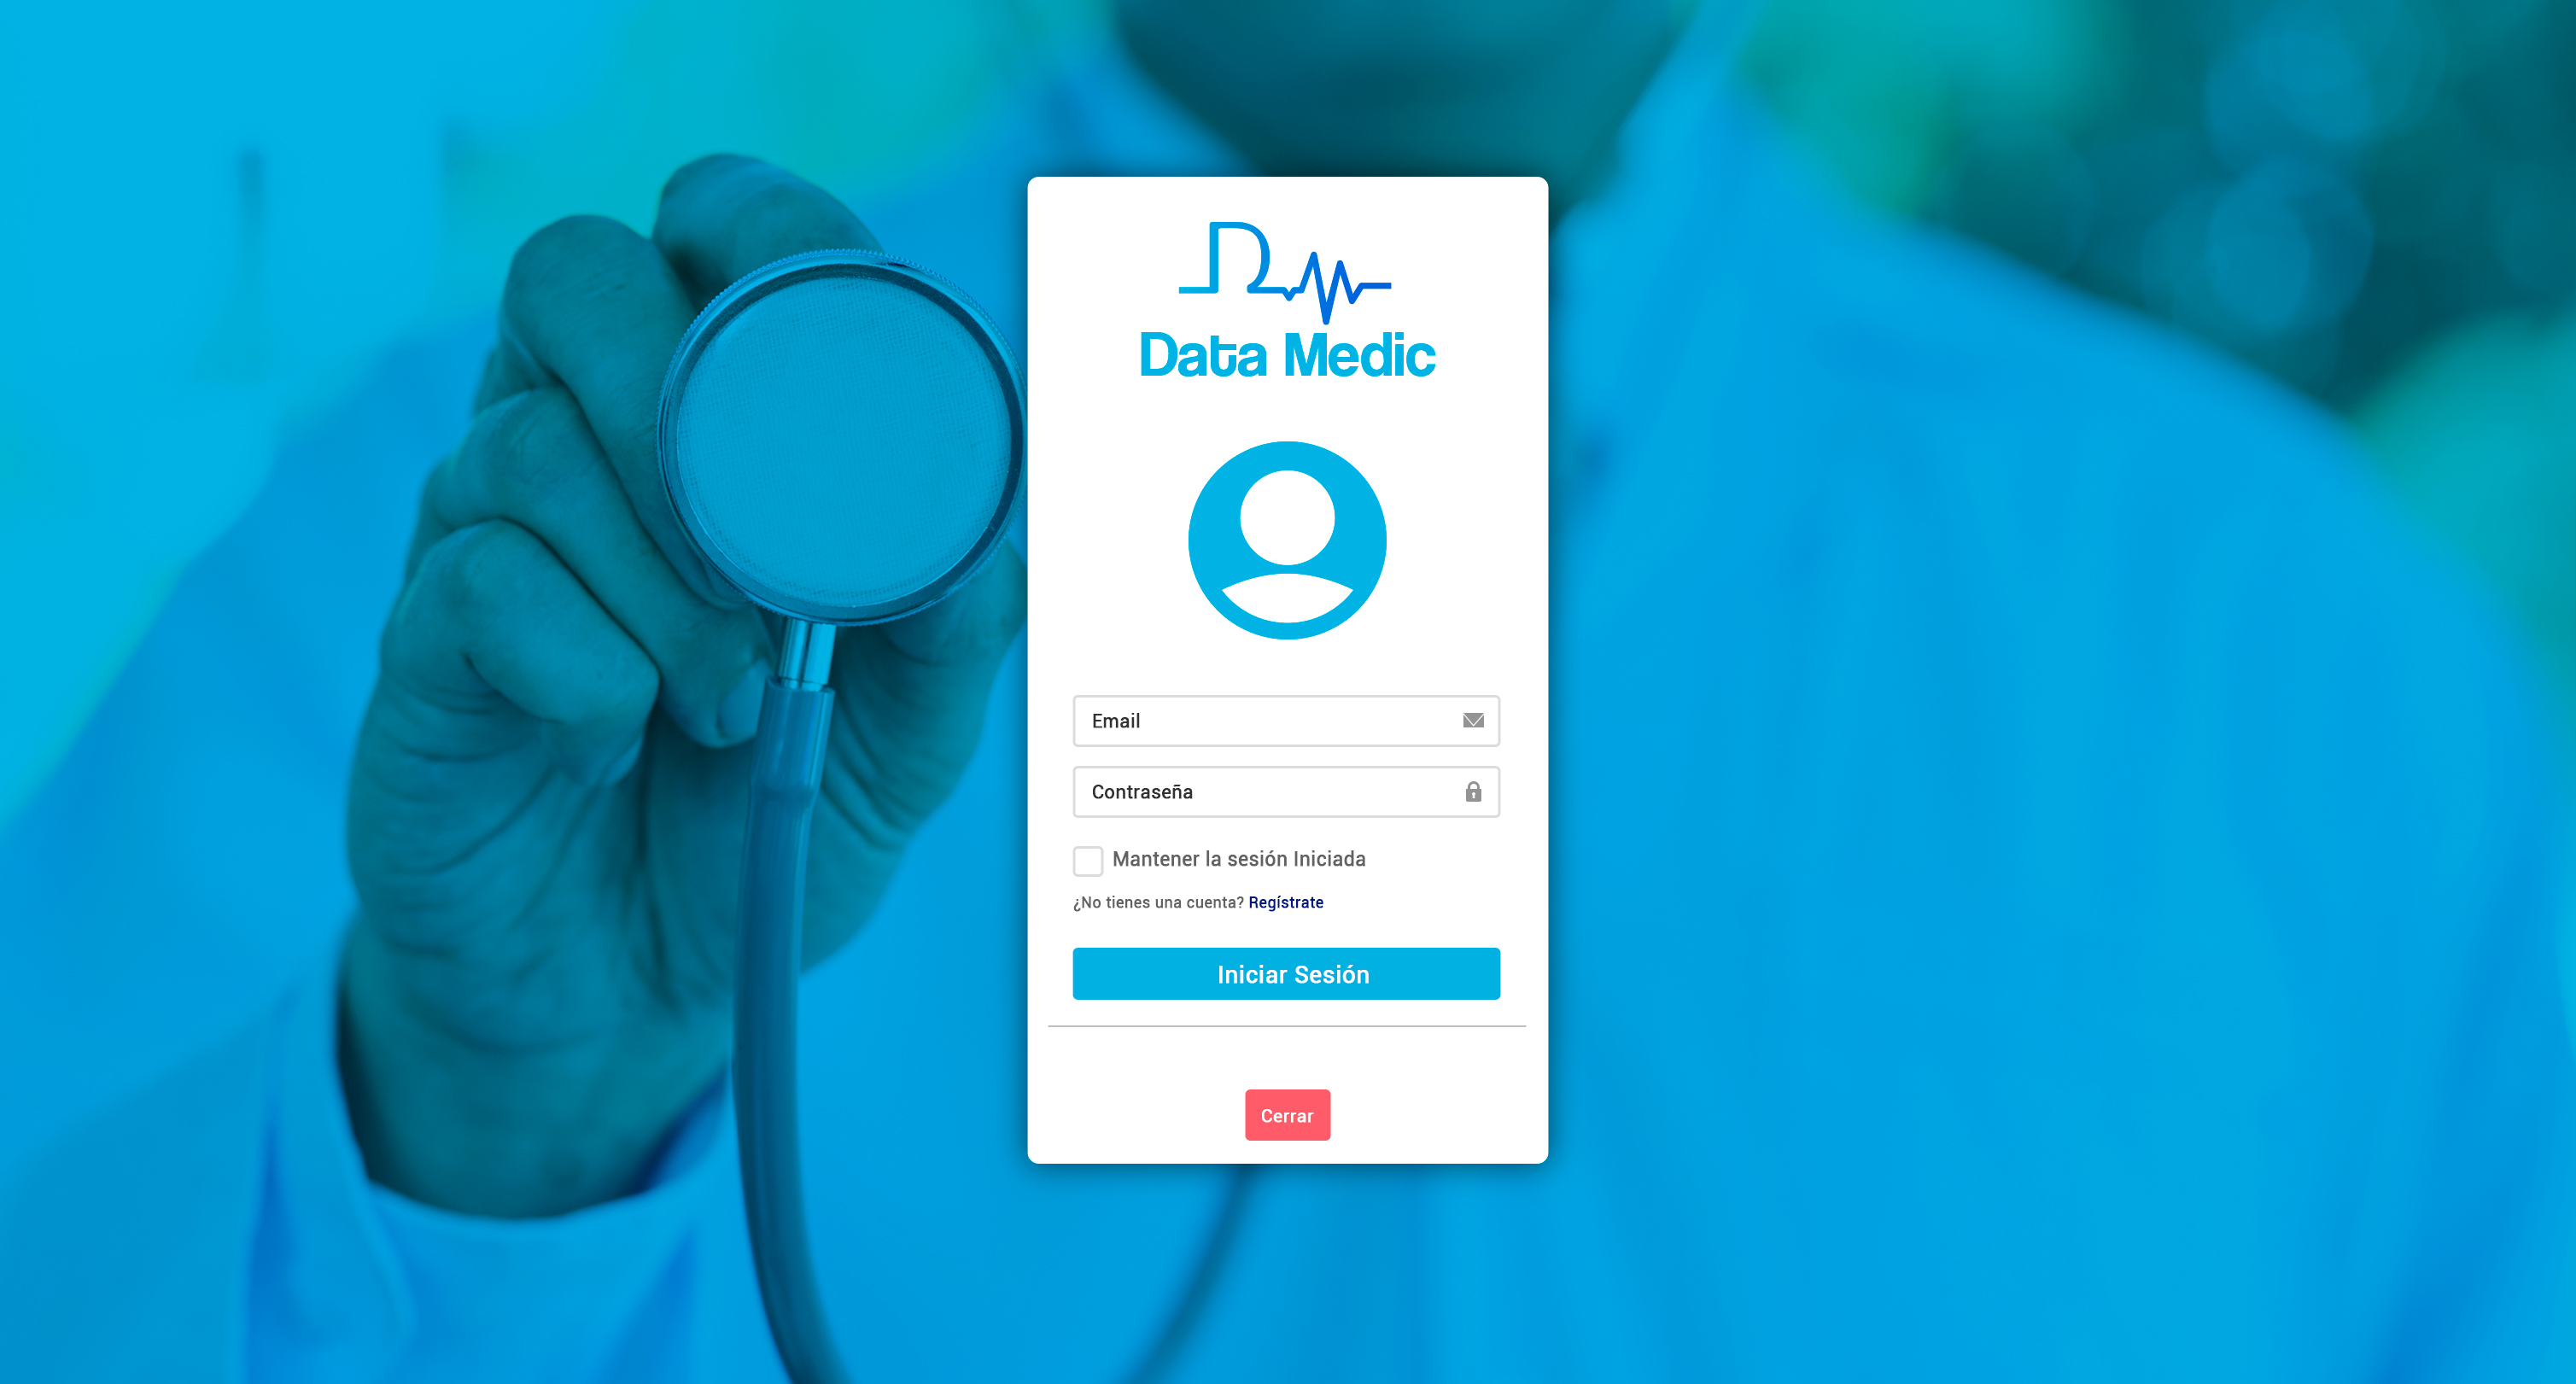 Data Medic
Email
Contraseña
Mantener la sesión Iniciada
¿No tienes una cuenta? Regístrate
Iniciar Sesión
Cerrar